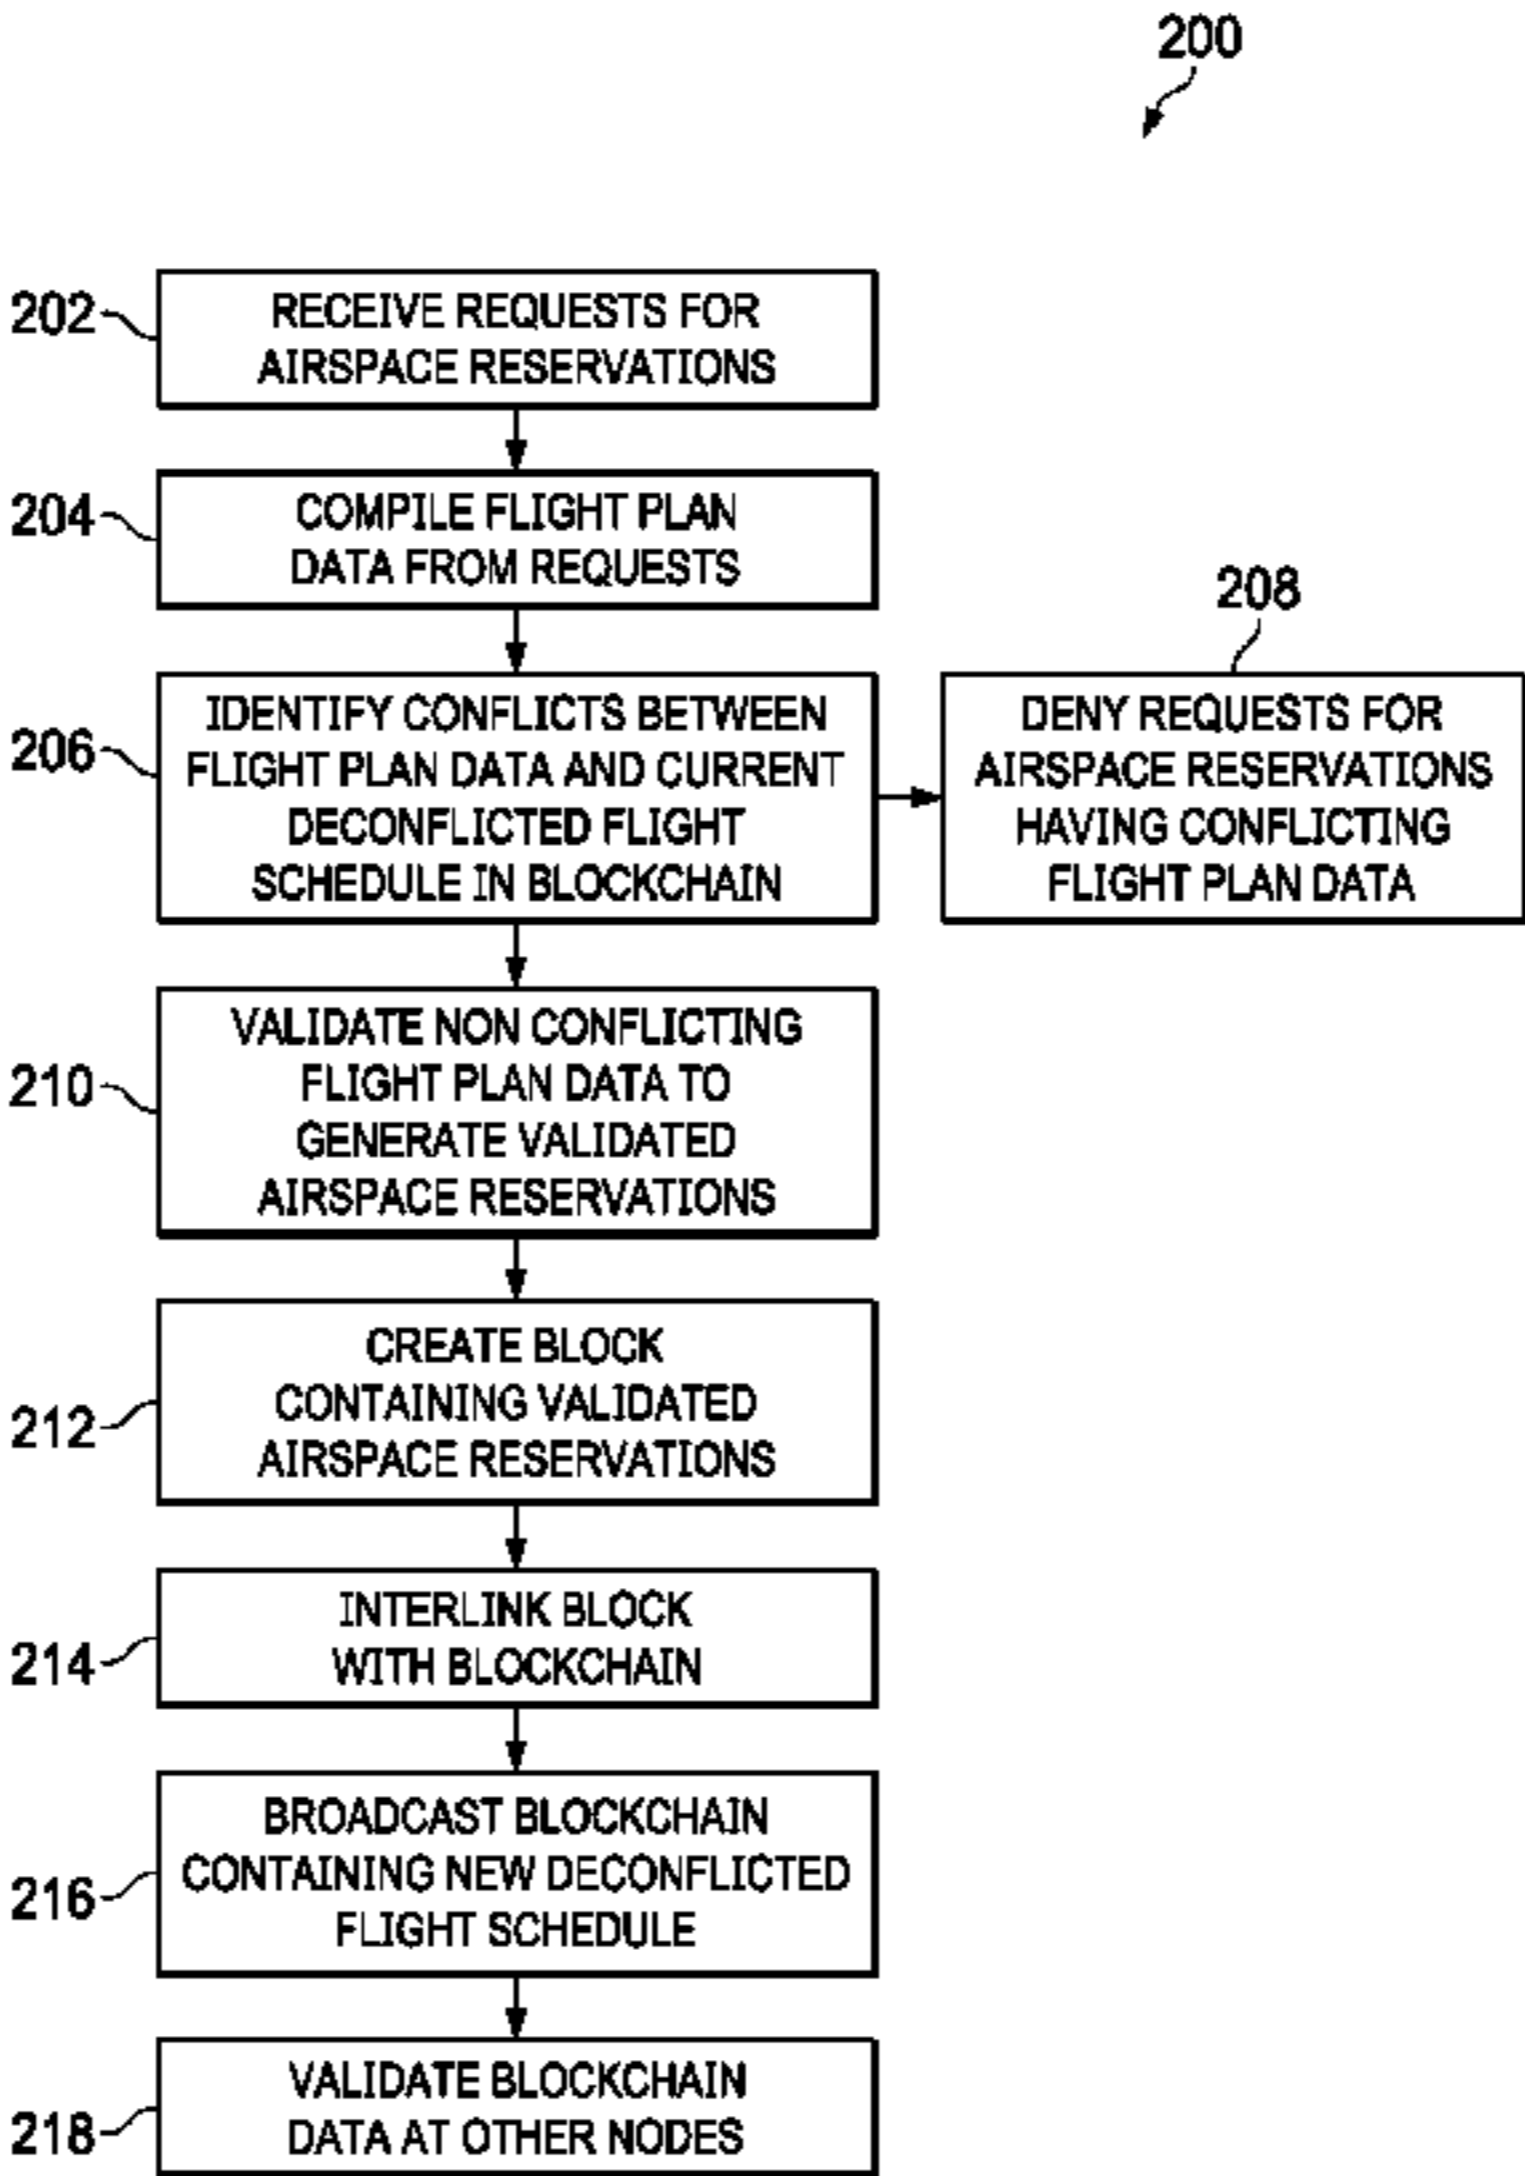 200
202
RECEIVE REQUESTS FOR
AIRSPACE RESERVATIONS
204
COMPILE FLIGHT PLAN
DATA FROM REQUESTS
206
IDENTIFY CONFLICTS BETWEEN
FLIGHT PLAN DATA AND CURRENT
DECONFLICTED FLIGHT
SCHEDULE IN BLOCKCHAIN
208
DENY REQUESTS FOR
AIRSPACE RESERVATIONS
HAVING CONFLICTING
FLIGHT PLAN DATA
210
VALIDATE NON CONFLICTING
FLIGHT PLAN DATA TO
GENERATE VALIDATED
AIRSPACE RESERVATIONS
212
CREATE BLOCK
CONTAINING VALIDATED
AIRSPACE RESERVATIONS
214
INTERLINK BLOCK
WITH BLOCKCHAIN
216
BROADCAST BLOCKCHAIN
CONTAINING NEW DECONFLICTED
FLIGHT SCHEDULE
218
VALIDATE BLOCKCHAIN
DATA AT OTHER NODES